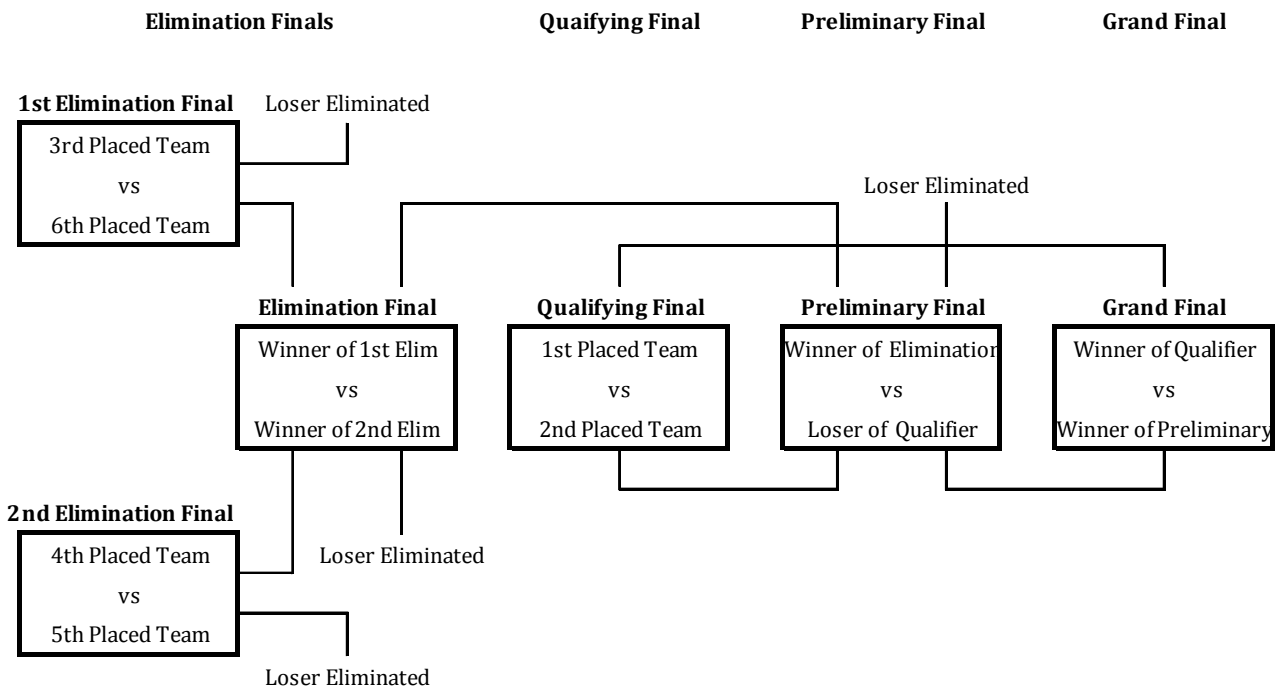 Elimination Finals
Quaifying Final
Preliminary Final
Grand Final
1st Elimination Final
Loser Eliminated
3rd Placed Team
vs
6th Placed Team
Loser Eliminated
Elimination Final
Winner of 1st Elim
vs
Winner of 2nd Elim
Qualifying Final
1st Placed Team
vs
2nd Placed Team
Preliminary Final
Winner of Elimination
vs
Loser of Qualifier
Grand Final
Winner of Qualifier
vs
Winner of Preliminary
2nd Elimination Final
4th Placed Team
vs
5th Placed Team
Loser Eliminated
Loser Eliminated